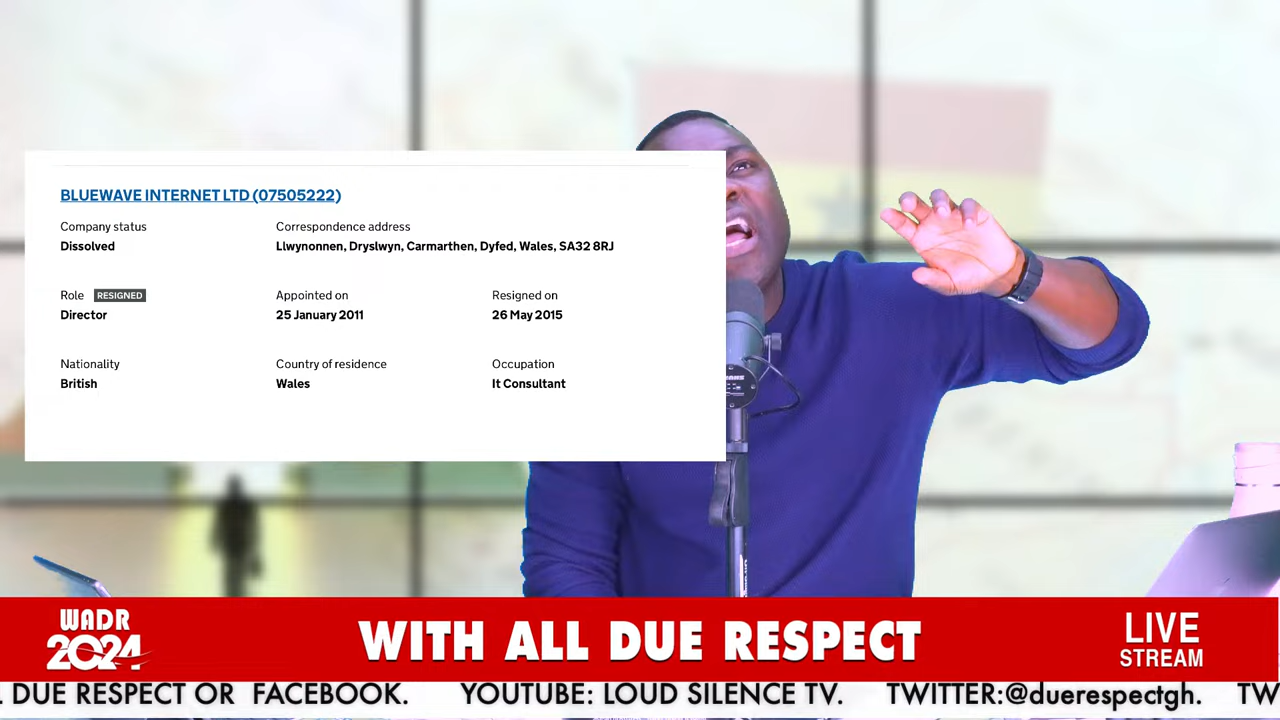 BLUEWAVE INTERNET LTD (07505222)
Company status
Correspondence address
Dissolved
Llwynonnen, Dryslwyn, Carmarthen, Dyfed, Wales, SA32 8RJ
Role RESIGNED
Appointed on
Resigned on
Director
25 January 2011
26 May 2015
Nationality
Country of residence
Occupation
British
Wales
It Consultant
WADR
2024
WITH ALL DUE RESPECT
LIVE
STREAM
DUE RESPECT OR FACEBOOK. YOUTUBE: LOUD SILENCE TV. TWITTER:@duerespectgh. TW